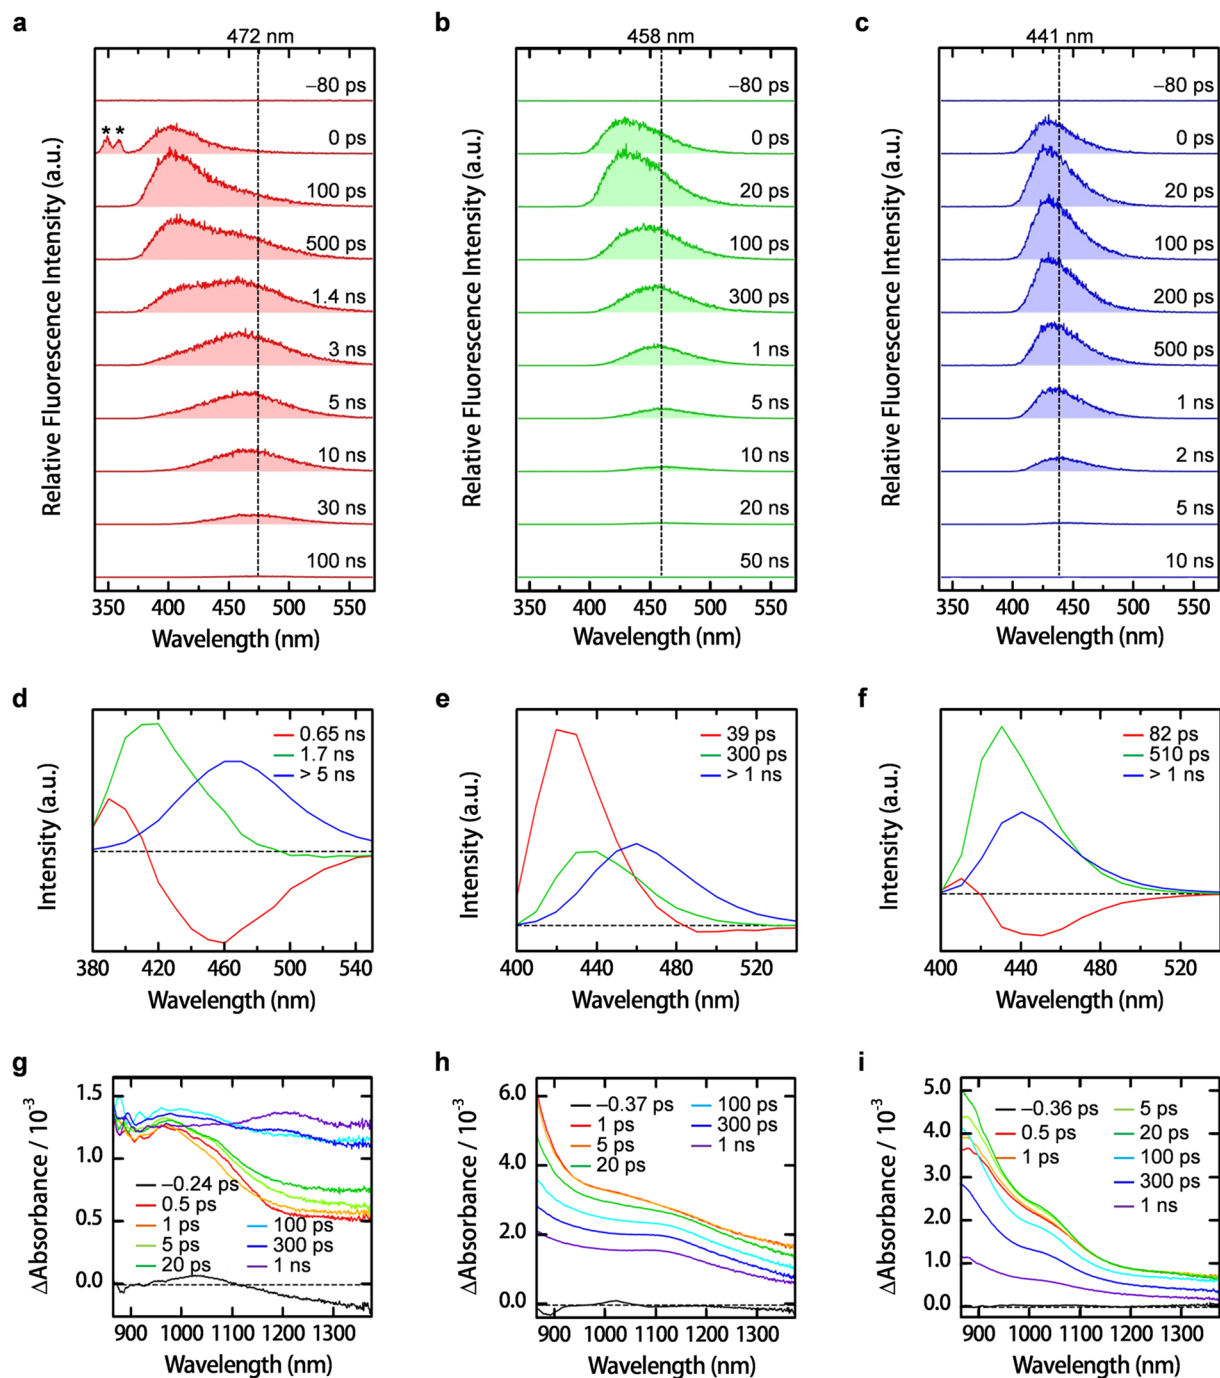 a
472 nm
Relative Fluorescence Intensity (a.u.)
−80 ps
* *
0 ps
100 ps
500 ps
1.4 ns
3 ns
5 ns
10 ns
30 ns
100 ns
350 400 450 500 550
Wavelength (nm)
b
458 nm
Relative Fluorescence Intensity (a.u.)
−80 ps
0 ps
20 ps
100 ps
300 ps
1 ns
5 ns
10 ns
20 ns
50 ns
350 400 450 500 550
Wavelength (nm)
c
441 nm
Relative Fluorescence Intensity (a.u.)
−80 ps
0 ps
20 ps
100 ps
200 ps
500 ps
1 ns
2 ns
5 ns
10 ns
350 400 450 500 550
Wavelength (nm)
d
Intensity (a.u.)
0.65 ns
1.7 ns
> 5 ns
380 420 460 500 540
Wavelength (nm)
e
Intensity (a.u.)
39 ps
300 ps
> 1 ns
400 440 480 520
Wavelength (nm)
f
Intensity (a.u.)
82 ps
510 ps
> 1 ns
400 440 480 520
Wavelength (nm)
g
ΔAbsorbance / 10⁻³
1.5
1.0
0.5
0.0
−0.24 ps
0.5 ps
1 ps
5 ps
20 ps
100 ps
300 ps
1 ns
900 1000 1100 1200 1300
Wavelength (nm)
h
ΔAbsorbance / 10⁻³
6.0
4.0
2.0
0.0
−0.37 ps
1 ps
5 ps
20 ps
100 ps
300 ps
1 ns
900 1000 1100 1200 1300
Wavelength (nm)
i
ΔAbsorbance / 10⁻³
5.0
4.0
3.0
2.0
1.0
0.0
−0.36 ps
0.5 ps
1 ps
5 ps
20 ps
100 ps
300 ps
1 ns
900 1000 1100 1200 1300
Wavelength (nm)